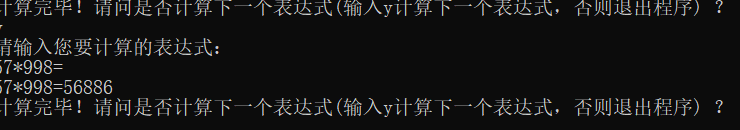 计算完毕！请问是否计算下一个表达式(输入y计算下一个表达式，否则退出程序) ？
y
请输入您要计算的表达式：
57*998=
57*998=56886
计算完毕！请问是否计算下一个表达式(输入y计算下一个表达式，否则退出程序) ？